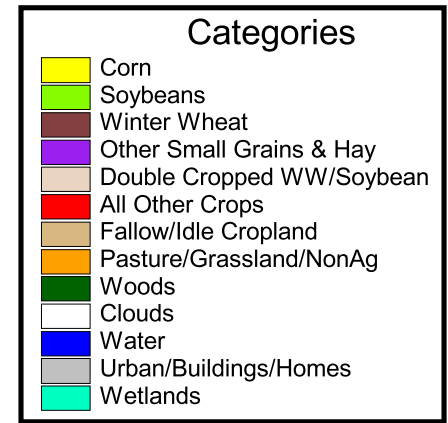 Categories
Corn
Soybeans
Winter Wheat
Other Small Grains & Hay
Double Cropped WW/Soybean
All Other Crops
Fallow/Idle Cropland
Pasture/Grassland/NonAg
Woods
Clouds
Water
Urban/Buildings/Homes
Wetlands